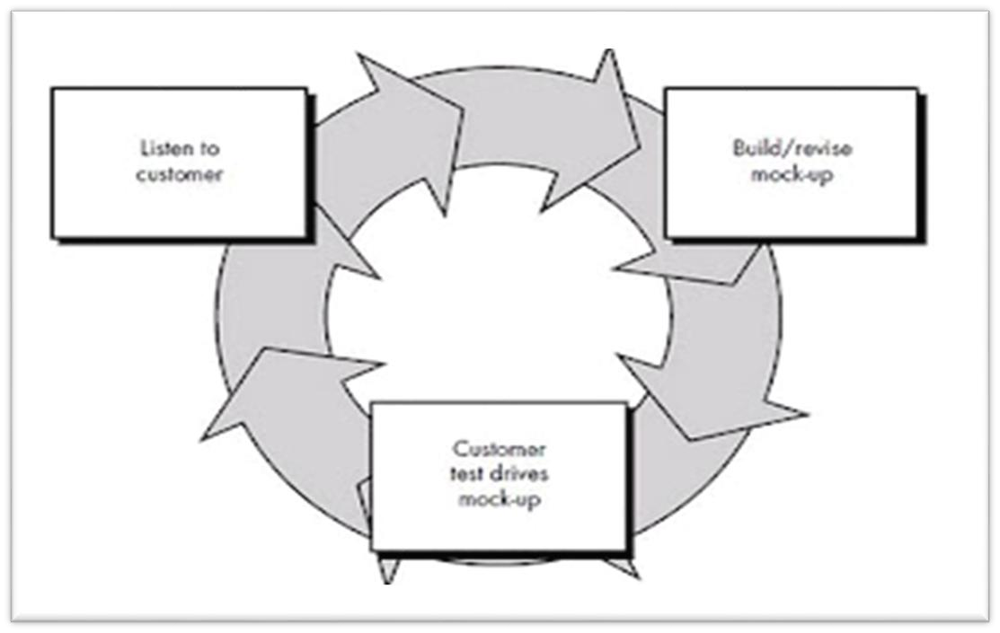 Listen to
customer
Build/revise
mock-up
Customer
test drives
mock-up